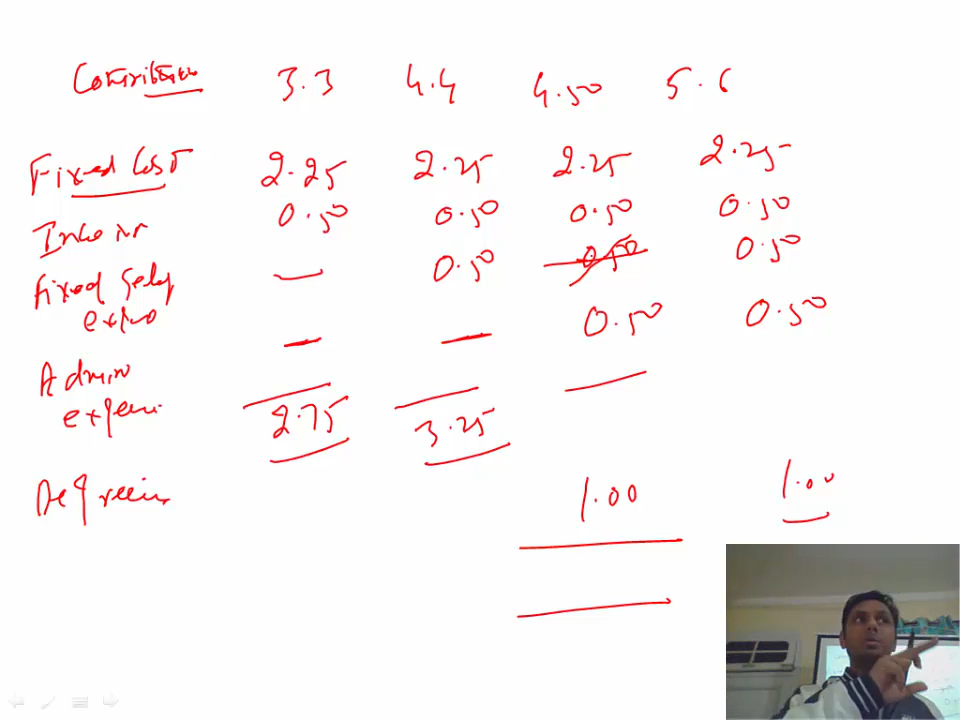 Contribution 3.3 4.4 4.50 5.6
Fixed Cost 2.25 2.25 2.25 2.25
0.50 0.50 0.50 0.50
Fixed — 0.50 0.50 0.50
— — 0.50 0.50
Admin
2.75 3.25
1.00 1.00